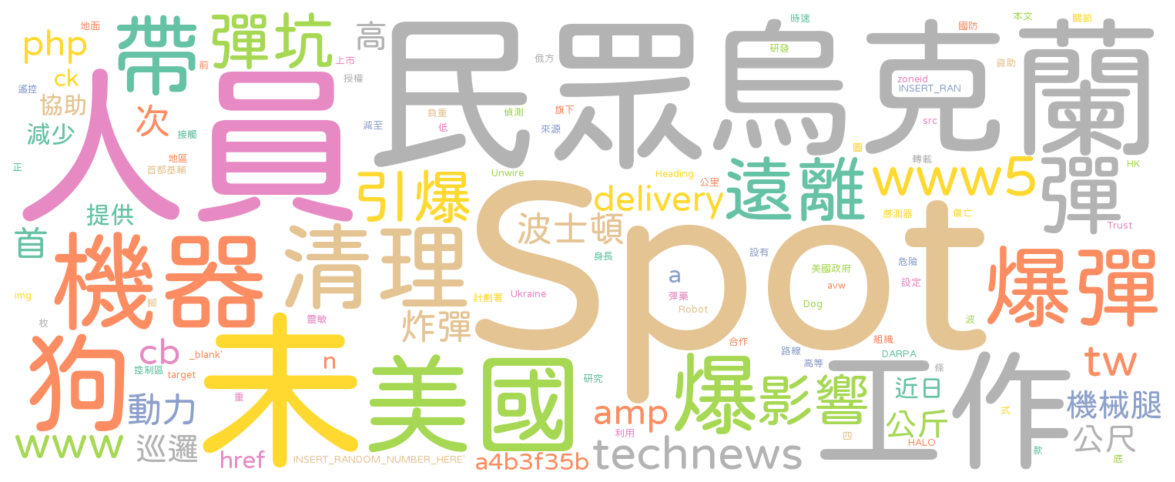 地面
php
ck
遙控
協助
減少
帶
彈坑
次
接觸
前
地區
首都基輔
正
人員
高
上市
授權
民眾
烏克蘭
俄方
時速
研發
國防
本文
關節
資助
zoneid
INSERT_RAN
src
減至
負重
低
偵測
旗下
來源
圖
轉載
HK
提供
首
機器
清理
引爆
Unwire
Heading
delivery
公里
遠離
www5
彈
Trust
波士頓
感測器
傷亡
Spot
身長
a
設有
危險
美國政府
設定
爆彈
img
枚
炸彈
計劃署
Ukraine
彈藥
Robot
avw
Dog
波
靈敏
狗
cb
_blank'
控制區
target
動力
www
巡邏
href
重
n
未
INSERT_RANDOM_NUMBER_HERE'
美國
a4b3f35b
研究
amp
利用
technews
爆
影響
合作
路線
高等
組織
DARPA
條
近日
公斤
四
HALO
工作
式
款
底
tw
機械腿
公尺